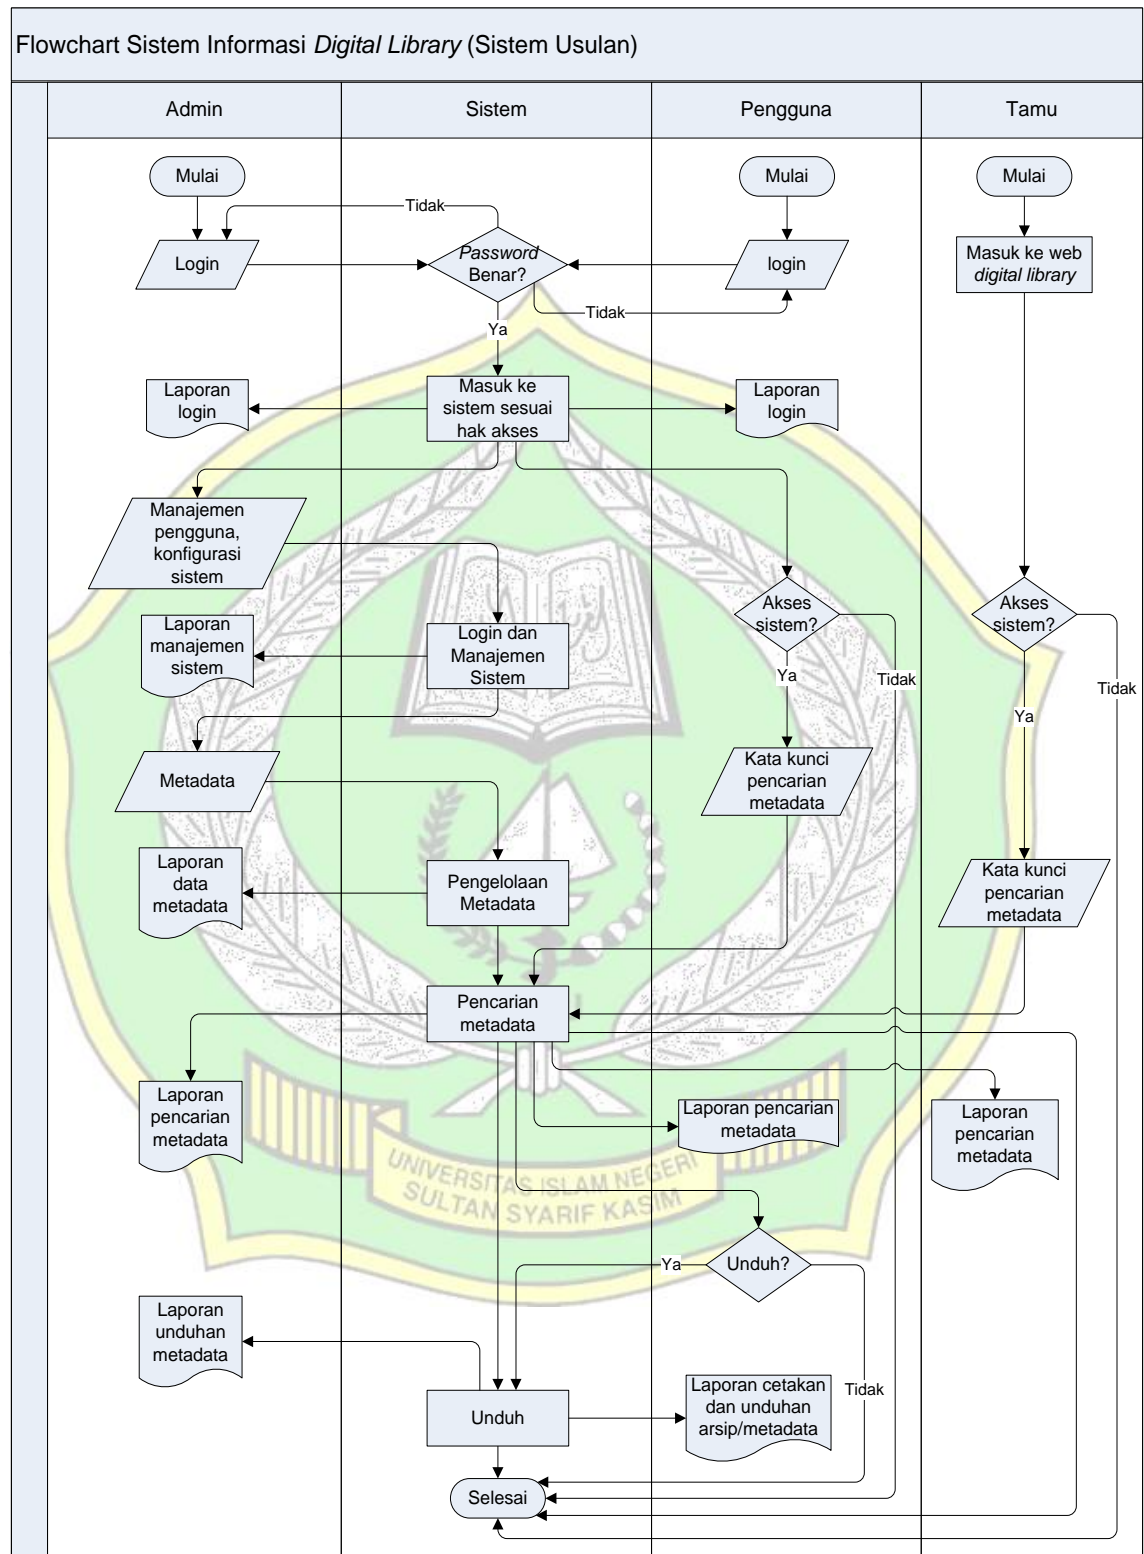 Flowchart Sistem Informasi Digital Library (Sistem Usulan)
Admin
Sistem
Pengguna
Tamu
Mulai
Mulai
Mulai
Tidak
Login
Password
Benar?
login
Masuk ke web
digital library
Tidak
Ya
Laporan
login
Masuk ke
sistem sesuai
hak akses
Laporan
login
Manajemen
pengguna,
konfigurasi
sistem
Akses
sistem?
Akses
sistem?
Laporan
manajemen
sistem
Login dan
Manajemen
Sistem
Ya
Tidak
Tidak
Ya
Metadata
Kata kunci
pencarian
metadata
Laporan
data
metadata
Pengelolaan
Metadata
Kata kunci
pencarian
metadata
Pencarian
metadata
Laporan
pencarian
metadata
Laporan pencarian
metadata
Laporan
pencarian
metadata
UNIVERSITAS ISLAM NEGERI
SULTAN SYARIF KASIM
Ya
Unduh?
Laporan
unduhan
metadata
Tidak
Unduh
Laporan cetakan
dan unduhan
arsip/metadata
Selesai